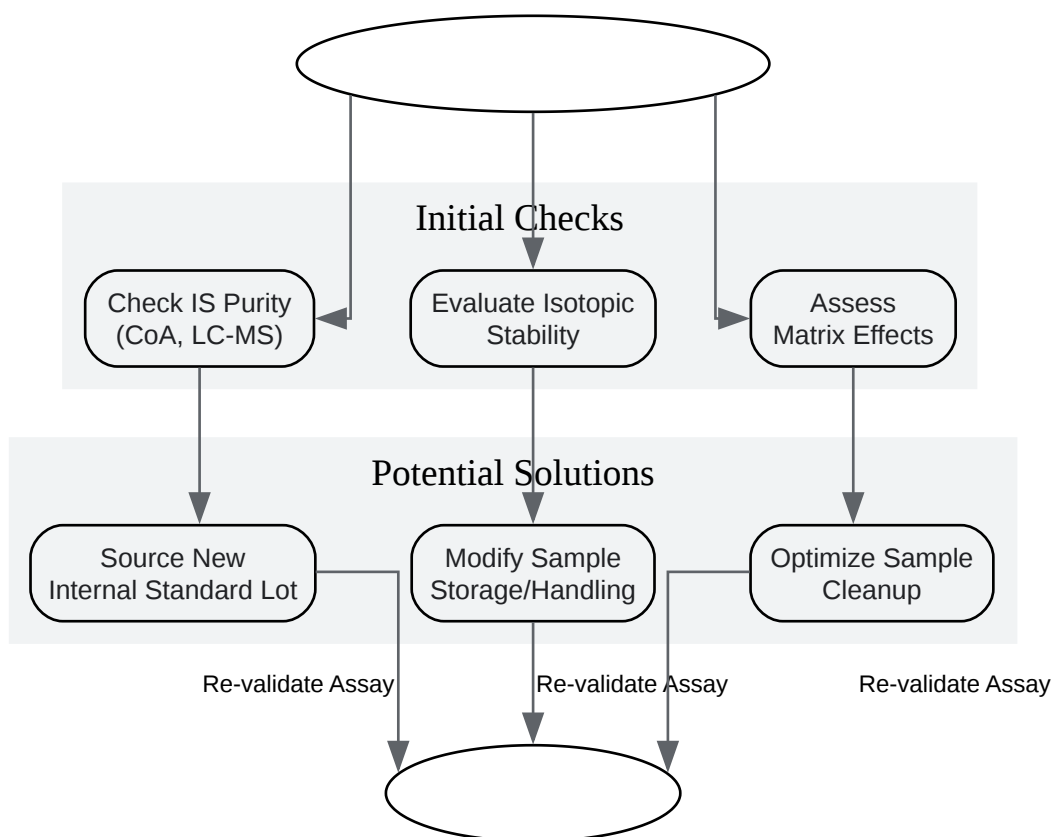 Initial Checks
Check IS Purity
(CoA, LC-MS)
Evaluate Isotopic
Stability
Assess
Matrix Effects
Potential Solutions
Source New
Internal Standard Lot
Modify Sample
Storage/Handling
Optimize Sample
Cleanup
Re-validate Assay
Re-validate Assay
Re-validate Assay